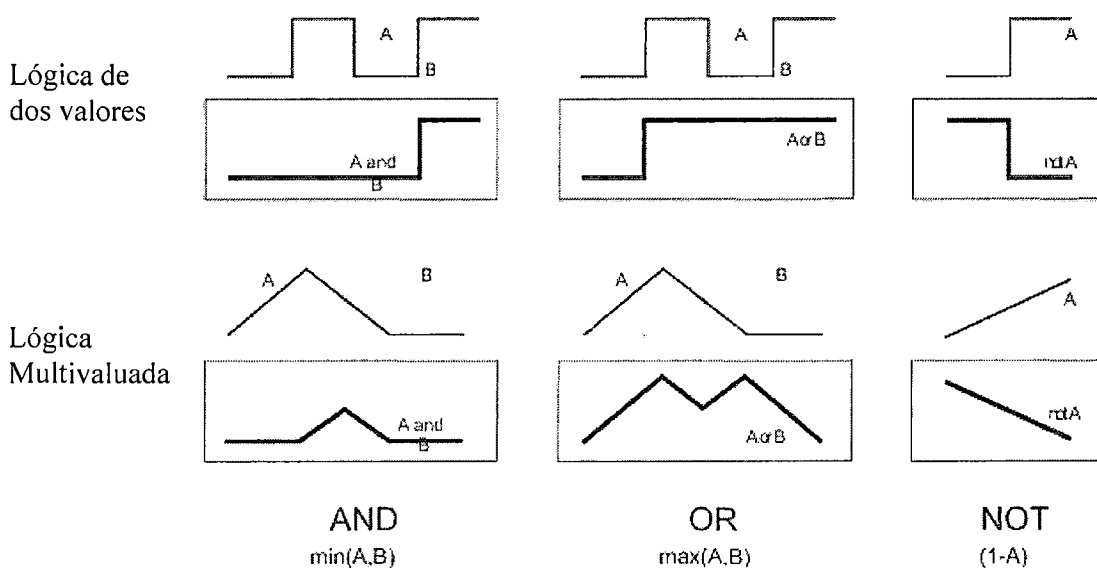 A
B
A
B
A
Lógica de
dos valores
A and
B
A or B
not A
A
B
A
B
A
Lógica
Multivaluada
A and
B
A or B
not A
AND
OR
NOT
min(A,B)
max(A,B)
(1-A)